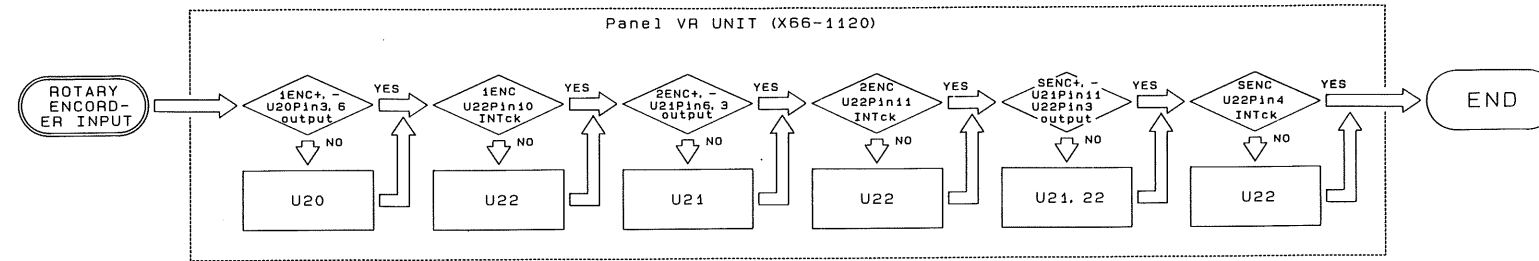 Panel VR UNIT (X66-1120)
ROTARY
ENCORD-
ER INPUT
1ENC+, -
U20Pin3, 6
output
YES
NO
U20
1ENC
U22Pin10
INTck
YES
NO
U22
2ENC+, -
U21Pin6, 3
output
YES
NO
U21
2ENC
U22Pin11
INTck
YES
NO
U22
SENC+, -
U21Pin11
U22Pin3
output
YES
NO
U21, 22
SENC
U22Pin4
INTck
YES
NO
U22
END